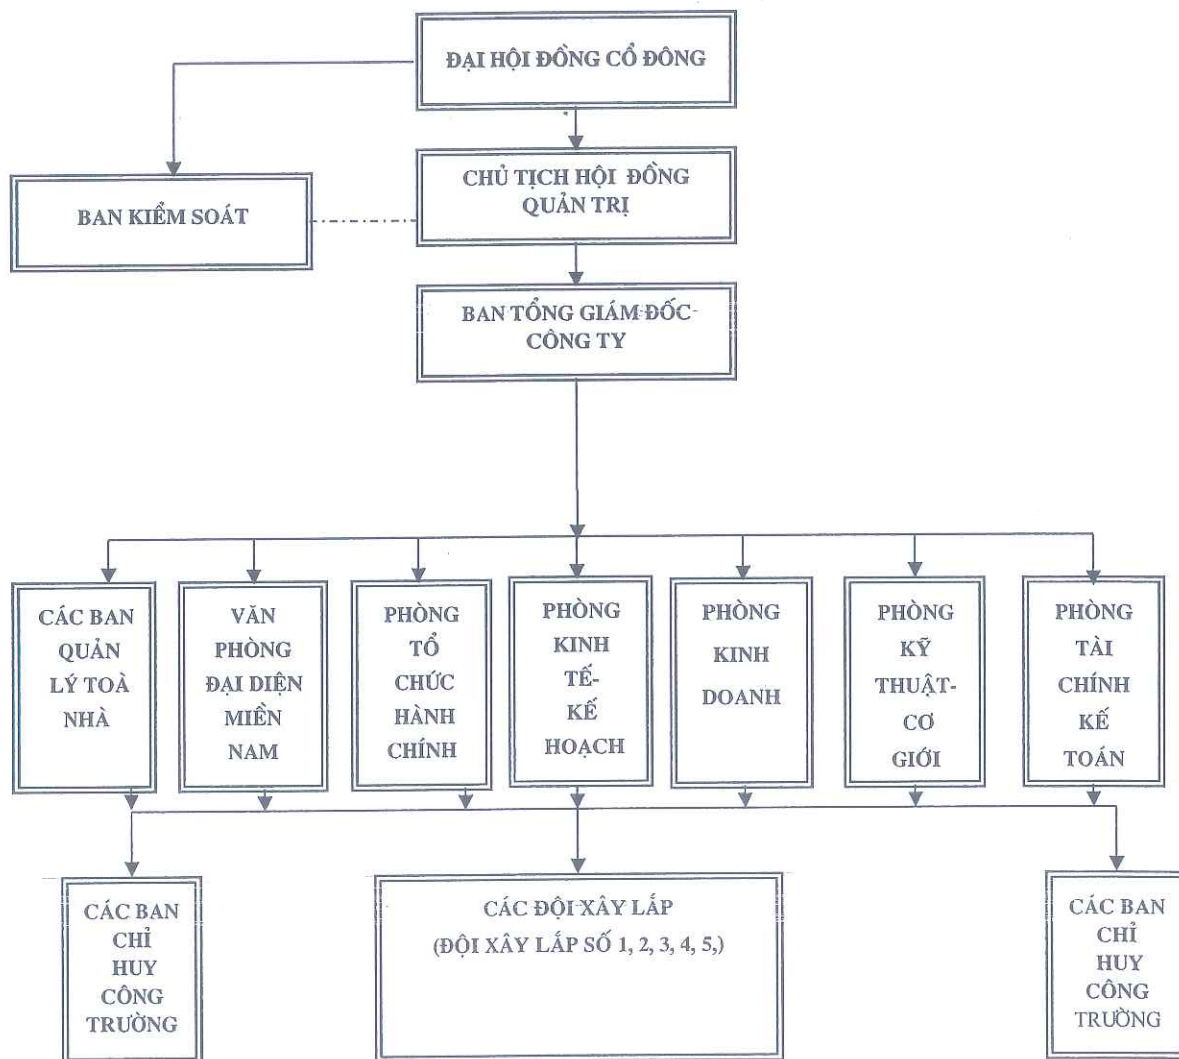 ĐẠI HỘI ĐỒNG CỔ ĐÔNG
CHỦ TỊCH HỘI ĐỒNG
QUẢN TRỊ
BAN KIỂM SOÁT
BAN TỔNG GIÁM ĐỐC
CÔNG TY
CÁC BAN
QUẢN
LÝ TOÀ
NHÀ
VĂN
PHÒNG
ĐẠI DIỆN
MIỀN
NAM
PHÒNG
TỔ
CHỨC
HÀNH
CHÍNH
PHÒNG
KINH
TẾ-
KẾ
HOẠCH
PHÒNG
KINH
DOANH
PHÒNG
KỸ
THUẬT-
CƠ
GIỚI
PHÒNG
TÀI
CHÍNH
KẾ
TOÁN
CÁC BAN
CHỈ
HUY
CÔNG
TRƯỜNG
CÁC ĐỘI XÂY LẮP
(ĐỘI XÂY LẮP SỐ 1, 2, 3, 4, 5,)
CÁC BAN
CHỈ
HUY
CÔNG
TRƯỜNG